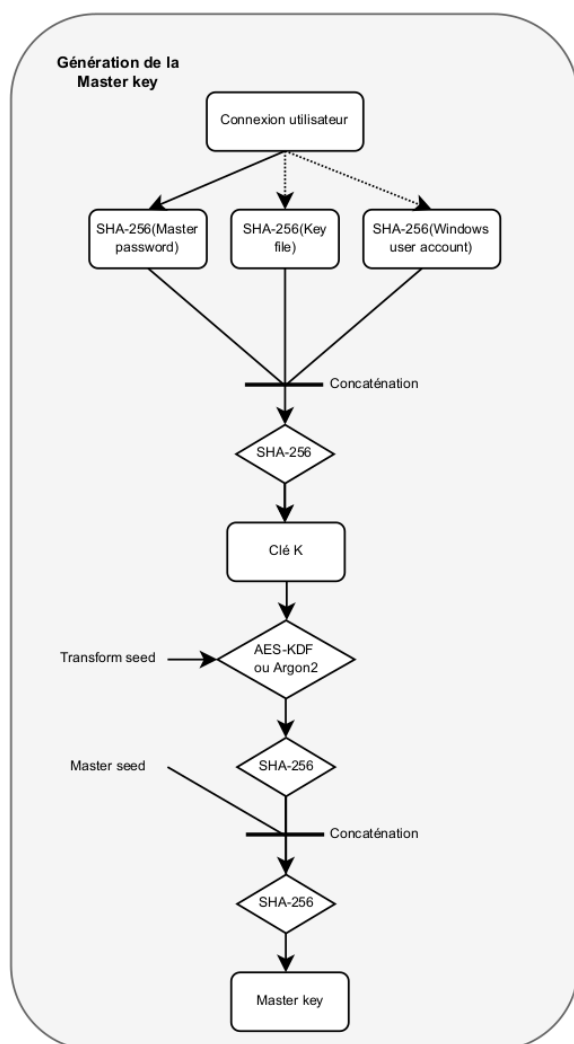 Génération de la
Master key
Connexion utilisateur
SHA-256(Master
password)
SHA-256(Key
file)
SHA-256(Windows
user account)
Concaténation
SHA-256
Clé K
Transform seed
AES-KDF
ou Argon2
Master seed
SHA-256
Concaténation
SHA-256
Master key